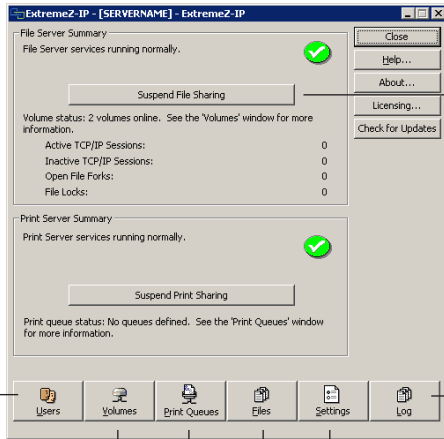 ExtremeZ-IP - [SERVERNAME] - ExtremeZ-IP
File Server Summary
File Server services running normally.
Suspend File Sharing
Volume status: 2 volumes online. See the 'Volumes' window for more
information.
Active TCP/IP Sessions: 0
Inactive TCP/IP Sessions: 0
Open File Forks: 0
File Locks: 0
Print Server Summary
Print Server services running normally.
Suspend Print Sharing
Print queue status: No queues defined. See the 'Print Queues' window
for more information.
Close
Help...
About...
Licensing...
Check for Updates
Users
Volumes
Print Queues
Files
Settings
Log